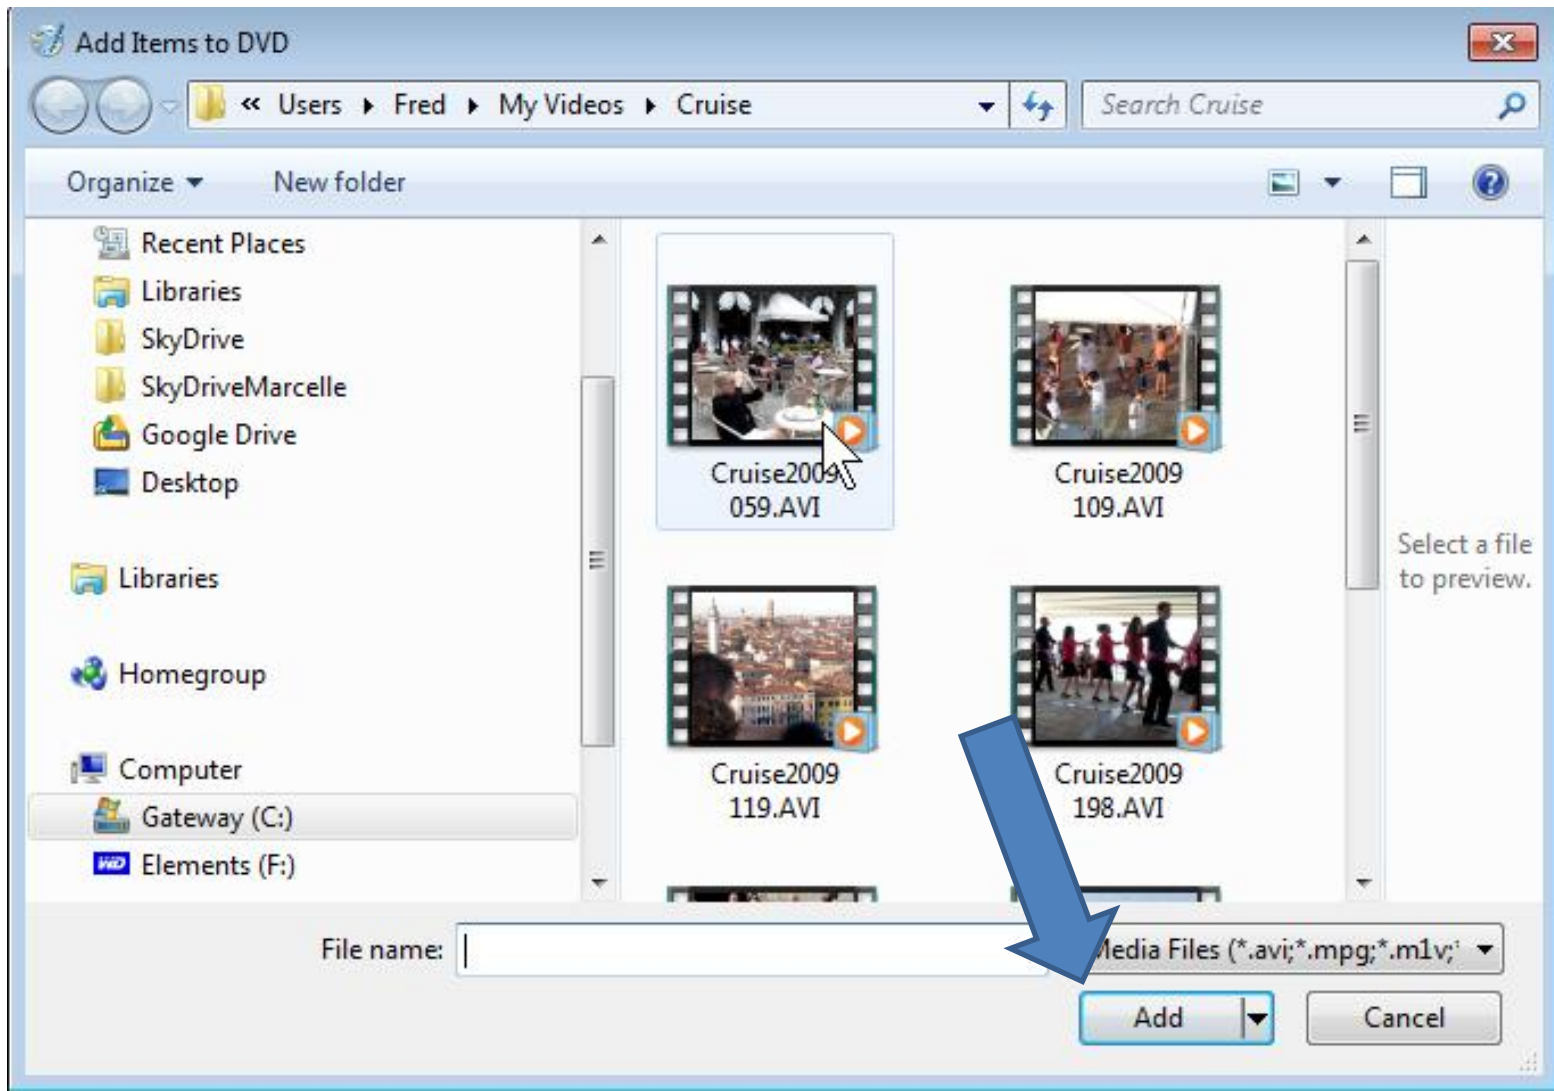 Add Items to DVD
« Users Fred My Videos Cruise
Search Cruise
Organize New folder
Recent Places
Libraries
SkyDrive
SkyDriveMarcelle
Google Drive
Desktop
Libraries
Homegroup
Computer
Gateway (C:)
WD Elements (F:)
Cruise2009
059.AVI
Cruise2009
109.AVI
Cruise2009
119.AVI
Cruise2009
198.AVI
Select a file
to preview.
File name:
Media Files (*.avi;*.mpg;*.m1v;
Add
Cancel